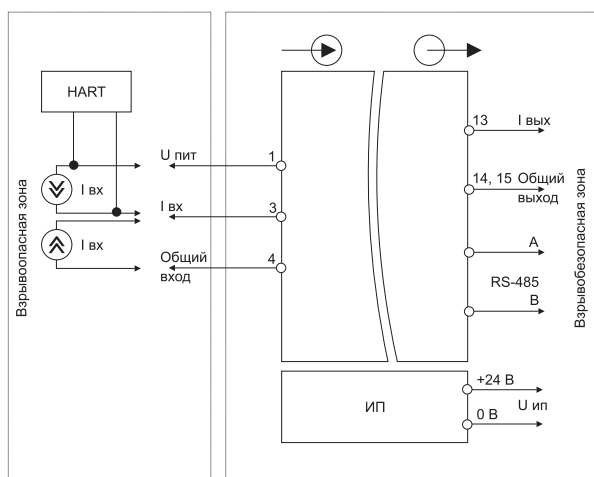 HART
U пит
1
I вх
I вх
3
I вх
Общий
вход
4
Взрывоопасная зона
13
I вых
14, 15
Общий
выход
A
RS-485
B
Взрывобезопасная зона
ИП
+24 В
U ип
0 В